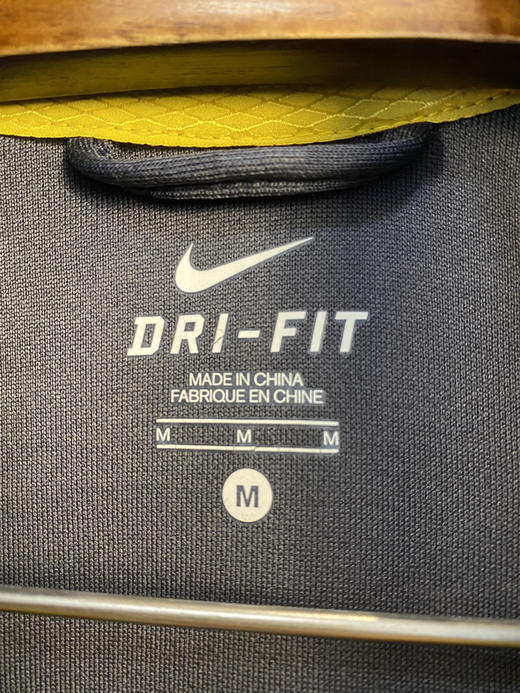 DRI-FIT
MADE IN CHINA
FABRIQUE EN CHINE
M M M
M